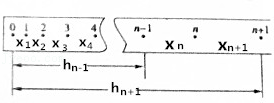 0 1 2 3 4 n-1 n n+1
x1 x2 x3 x4 xn xn+1
hn-1
hn+1